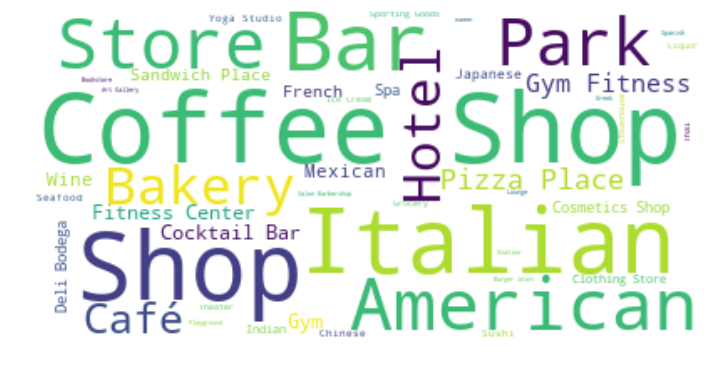 Yoga Studio
Sporting Goods
Store
Bar
Park
Spanish
Liquor
Bookstore
Sandwich Place
Art Gallery
French
Ice Cream
Spa
Japanese
Gym Fitness
Coffee Shop
Hotel
Greek
Steakhouse
Thai
Wine
Bakery
Mexican
Pizza Place
Seafood
Salon Barbershop
Grocery
Lounge
Fitness Center
Cosmetics Shop
Deli Bodega
Shop
Cocktail Bar
Italian
Station
Burger Joint
Clothing Store
Café
Theater
American
Playground
Indian
Gym
Chinese
Sushi